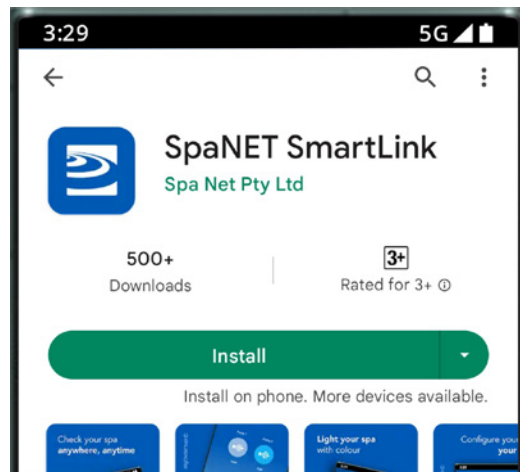 3:29 5G
SpaNET SmartLink
Spa Net Pty Ltd
500+ 3+
Downloads Rated for 3+
Install
Install on phone. More devices available.
Check your spa Light your spa Configure your
anywhere, anytime with colour your